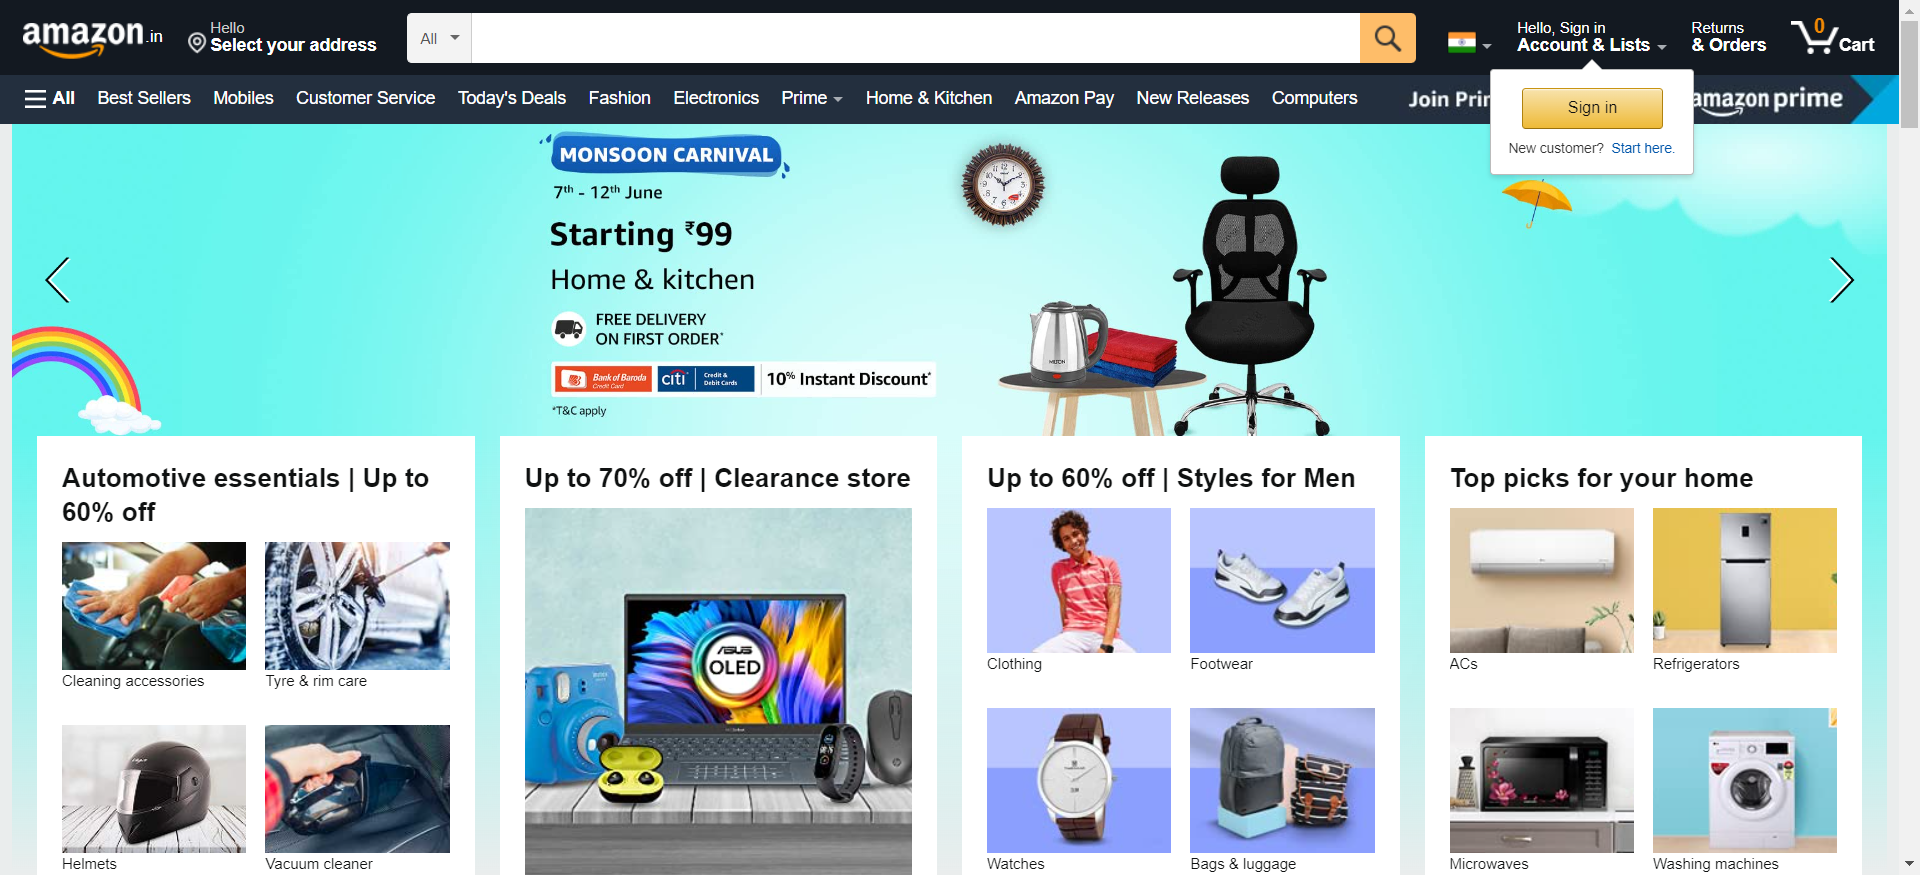 amazon.in
Hello
Select your address
All
Hello, Sign in
Account & Lists
Returns
& Orders
0
Cart
All
Best Sellers
Mobiles
Customer Service
Today's Deals
Fashion
Electronics
Prime
Home & Kitchen
Amazon Pay
New Releases
Computers
Join Pri
amazon prime
Sign in
New customer? Start here.
MONSOON CARNIVAL
7th - 12th June
Starting ₹99
Home & kitchen
FREE DELIVERY
ON FIRST ORDER*
Bank of Baroda
Credit Card
citi
Credit &
Debit Cards
10% Instant Discount*
*T&C apply
MILTON
Automotive essentials | Up to
60% off
Cleaning accessories
Tyre & rim care
Helmets
Vacuum cleaner
Up to 70% off | Clearance store
ASUS
OLED
Up to 60% off | Styles for Men
Clothing
Footwear
Watches
Bags & luggage
Top picks for your home
ACs
Refrigerators
Microwaves
Washing machines